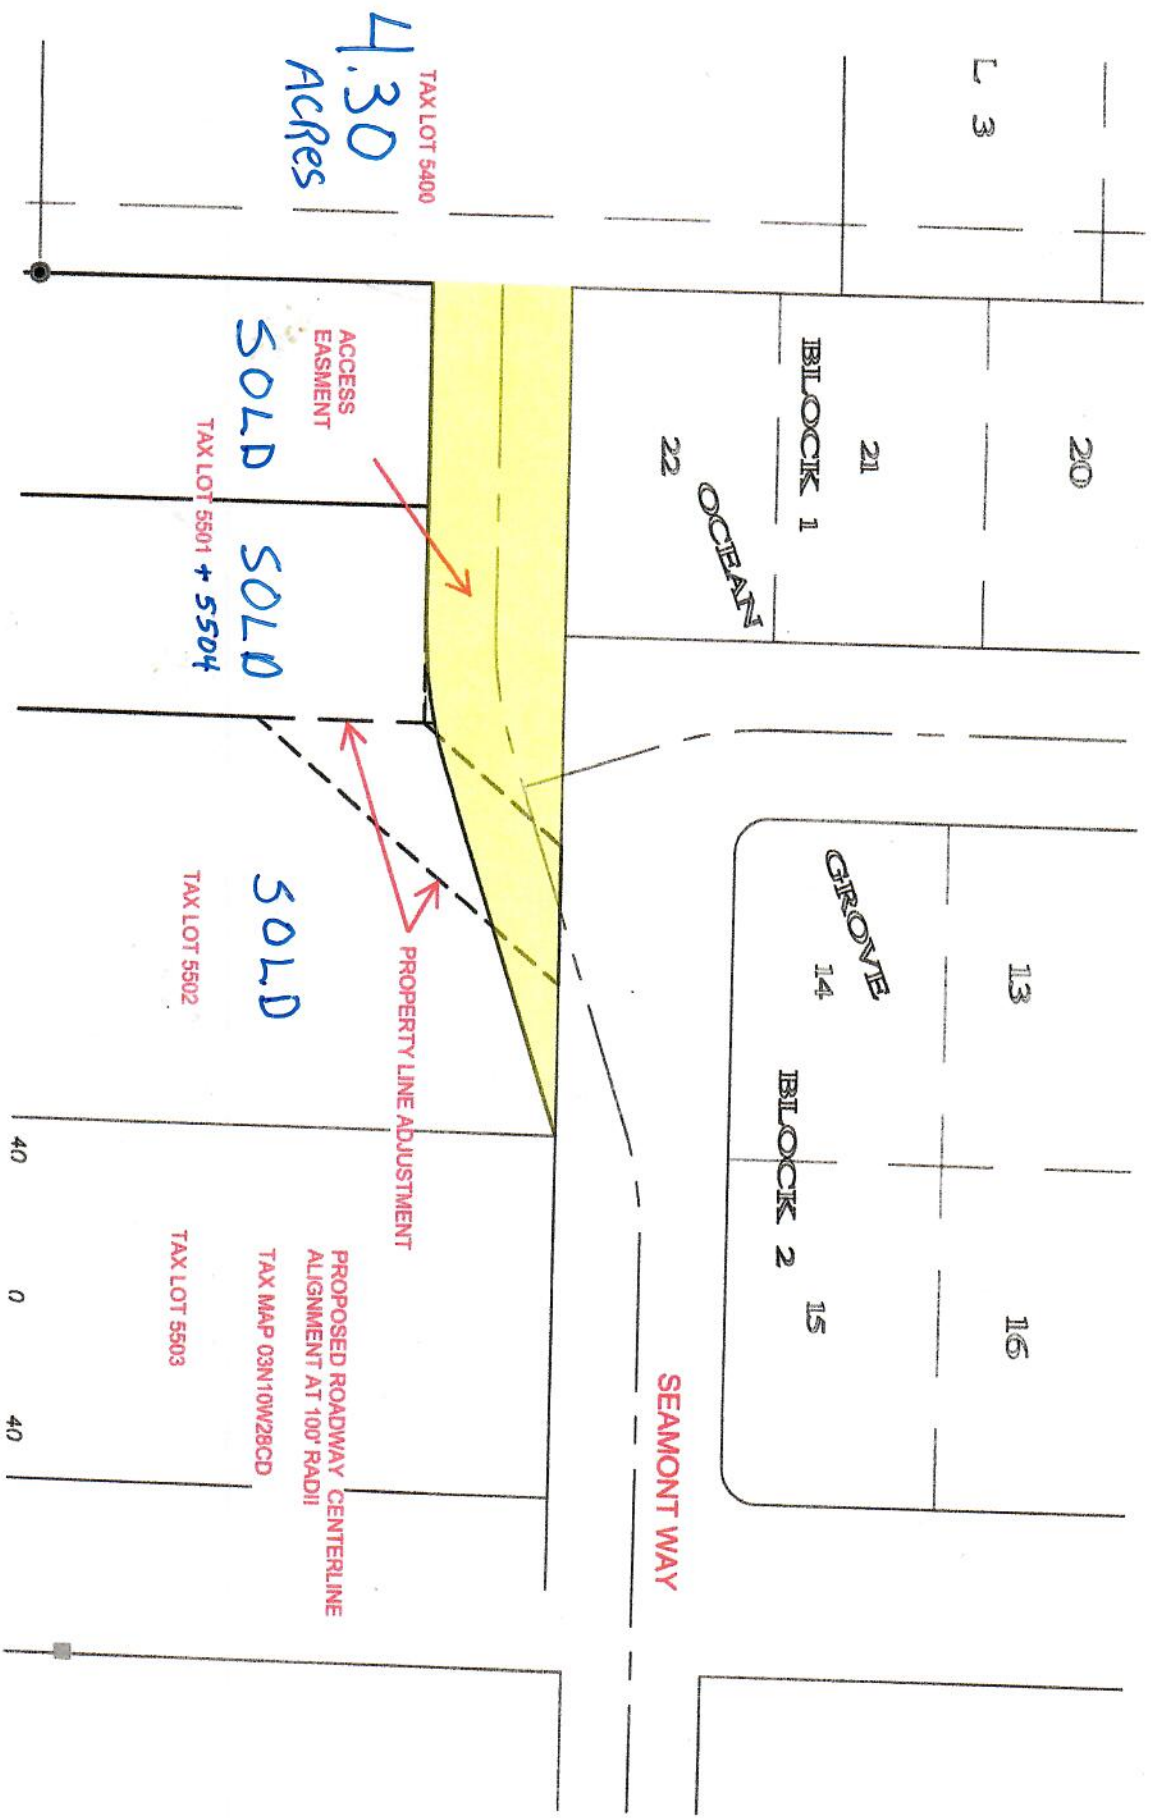 L 3
20
21
BLOCK 1
22
OCEAN
13
16
GROVE
14
BLOCK 2
15
SEAMONT WAY
TAX LOT 5400
4.30
ACRes
ACCESS
EASMENT
SOLD
SOLD
TAX LOT 5501 + 5504
PROPERTY LINE ADJUSTMENT
SOLD
TAX LOT 5502
PROPOSED ROADWAY CENTERLINE
ALIGNMENT AT 100' RADII
TAX MAP 03N10W28CD
TAX LOT 5503
40 0 40